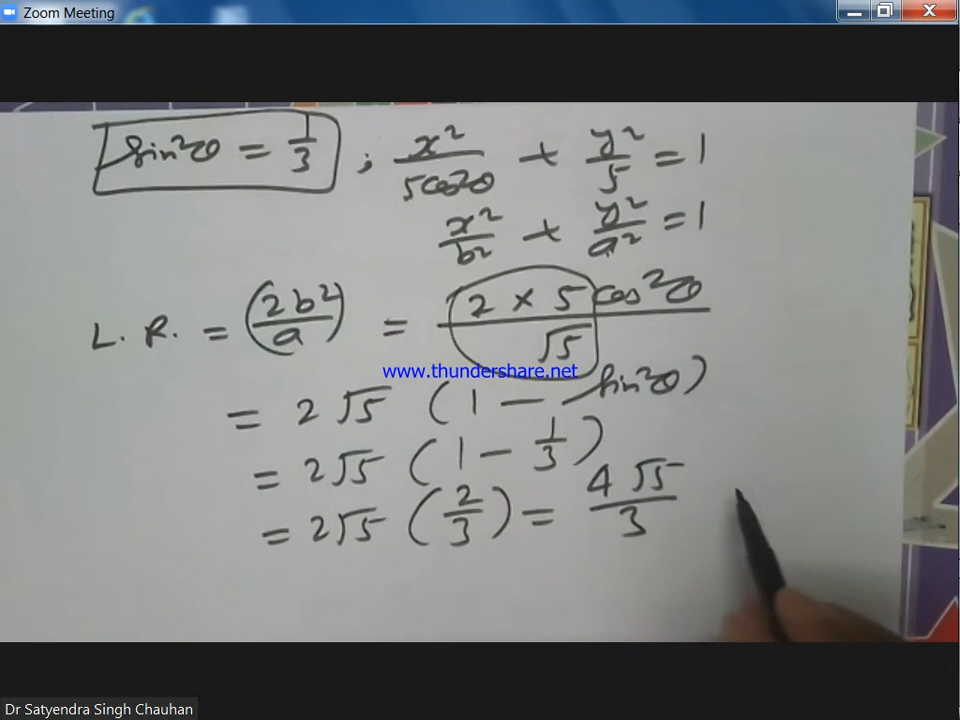 Zoom Meeting
sin²θ = 1/3 ; x²/5cos²θ + y²/5 = 1
x²/b² + y²/a² = 1
L.R. = (2b²/a) = 2 × 5 cos²θ/√5
www.thundershare.net
= 2√5 (1 - sin²θ)
= 2√5 (1 - 1/3)
= 2√5 (2/3) = 4√5/3
Dr Satyendra Singh Chauhan